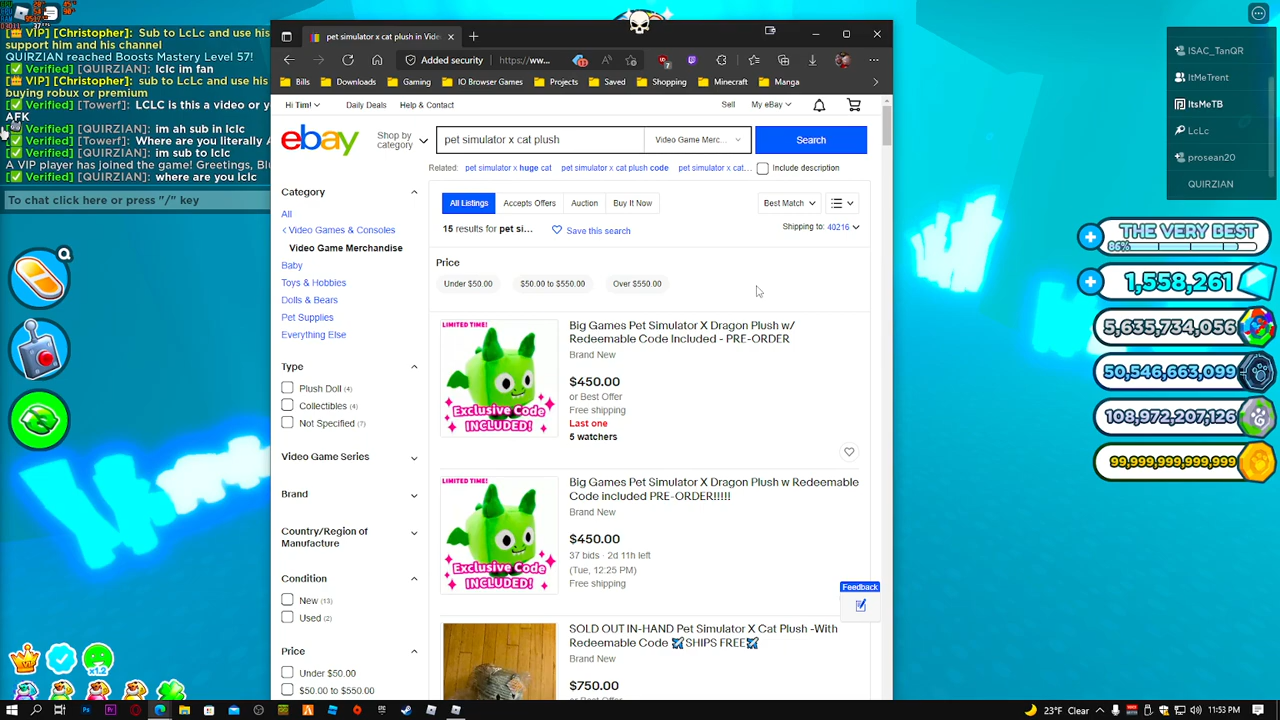 [👑 VIP] [Christopher]: Sub to LcLc and use his
support him and his channel
QUIRZIAN reached Boosts Mastery Level 57!
[✅ Verified] [QUIRZIAN]: lclc im fan
[👑 VIP] [Christopher]: Sub to LcLc and use his
buying robux or premium
[✅ Verified] [Towerf]: LCLC is this a video or y
AFK
[✅ Verified] [QUIRZIAN]: im ah sub in lclc
[✅ Verified] [Towerf]: Where are you literally A
[✅ Verified] [QUIRZIAN]: im sub to lclc
player has joined! Greetings, Blu
[✅ Verified] [QUIRZIAN]: where are you lclc
To chat click here or press "/" key
x1.2
pet simulator x cat plush in Vide
Added security
https://ww...
Bills
Downloads
Gaming
IO Browser Games
Projects
Saved
Shopping
Minecraft
Manga
Hi Tim!
Daily Deals
Help & Contact
Sell
My eBay
ebay
Shop by
category
pet simulator x cat plush
Video Game Merc...
Search
Related:
pet simulator x huge cat
pet simulator x cat plush code
pet simulator x cat...
Include description
Category
All
Video Games & Consoles
Video Game Merchandise
Baby
Toys & Hobbies
Dolls & Bears
Pet Supplies
Everything Else
Type
Plush Doll (4)
Collectibles (4)
Not Specified (7)
Video Game Series
Brand
Country/Region of
Manufacture
Condition
New (13)
Used (2)
Price
Under $50.00
$50.00 to $550.00
All Listings
Accepts Offers
Auction
Buy It Now
Best Match
15 results for pet si...
Save this search
Shipping to: 40216
Price
Under $50.00
$50.00 to $550.00
Over $550.00
LIMITED TIME!
Exclusive Code
INCLUDED!
Big Games Pet Simulator X Dragon Plush w/
Redeemable Code Included - PRE-ORDER
Brand New
$450.00
or Best Offer
Free shipping
Last one
5 watchers
LIMITED TIME!
Exclusive Code
INCLUDED!
Big Games Pet Simulator X Dragon Plush w Redeemable
Code included PRE-ORDER!!!!!
Brand New
$450.00
37 bids · 2d 11h left
(Tue, 12:25 PM)
Free shipping
Feedback
SOLD OUT IN-HAND Pet Simulator X Cat Plush -With
Redeemable Code ✈️SHIPS FREE✈️
Brand New
$750.00
ISAC_TanQR
ItMeTrent
ItsMeTB
LcLc
prosean20
QUIRZIAN
THE VERY BEST
86%
1,558,261
5,635,734,056
50,546,663,099
108,972,207,126
99,999,999,999,999
23°F Clear
11:53 PM